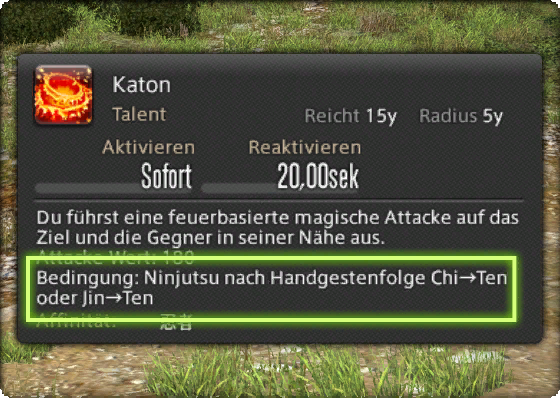 Katon
Talent
Reicht 15y Radius 5y
Aktivieren Reaktivieren
Sofort 20,00sek
Du führst eine feuerbasierte magische Attacke auf das
Ziel und die Gegner in seiner Nähe aus.
Attacke-Wert: 180
Bedingung: Ninjutsu nach Handgestenfolge Chi→Ten
oder Jin→Ten
Affinität: 忍者